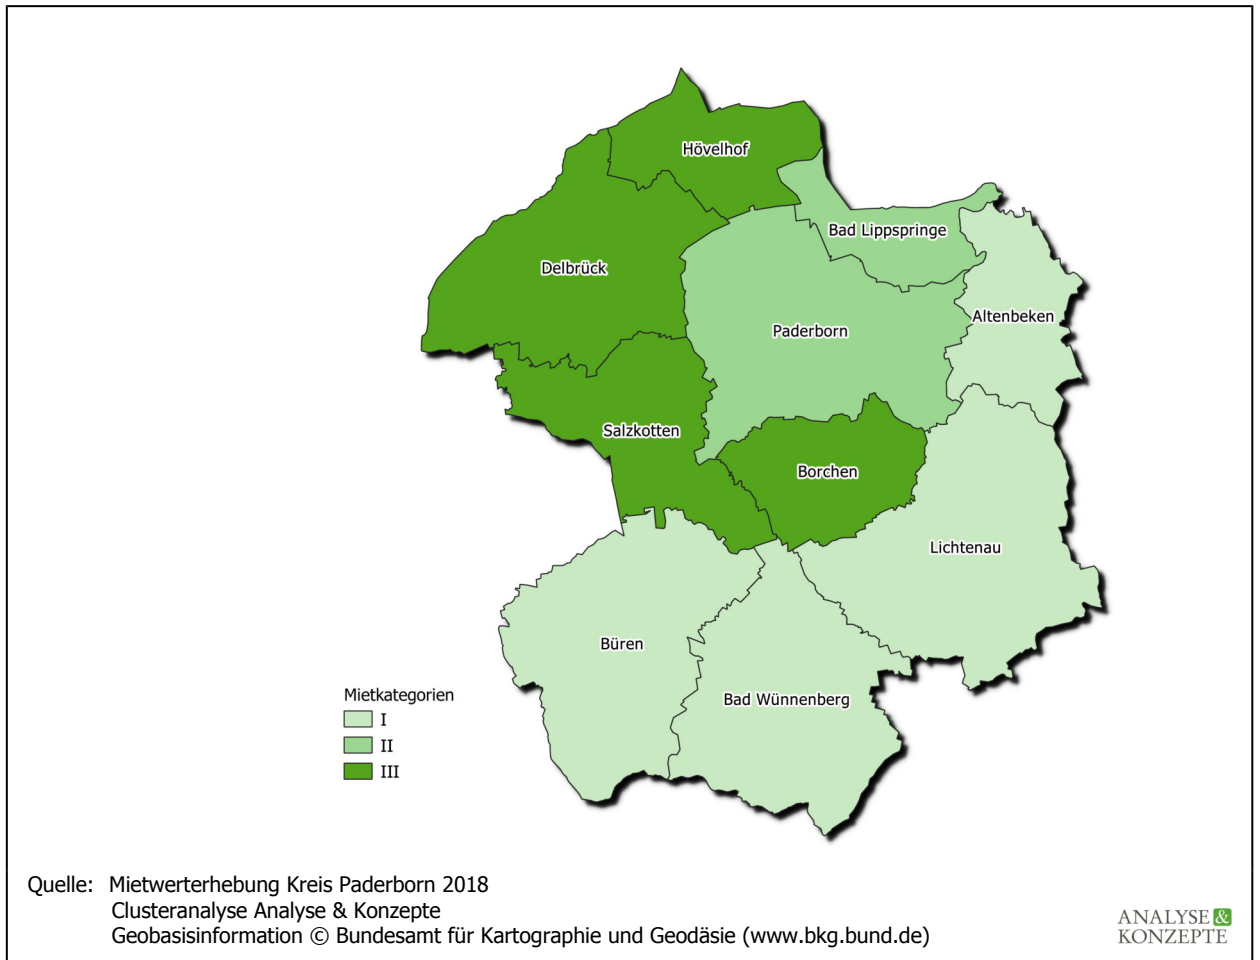 Hövelhof
Bad Lippspringe
Delbrück
Altenbeken
Paderborn
Salzkotten
Borchen
Lichtenau
Büren
Bad Wünnenberg
Mietkategorien
I
II
III
Quelle: Mietwerterhebung Kreis Paderborn 2018
Clusteranalyse Analyse & Konzepte
Geobasisinformation © Bundesamt für Kartographie und Geodäsie (www.bkg.bund.de)
ANALYSE &
KONZEPTE